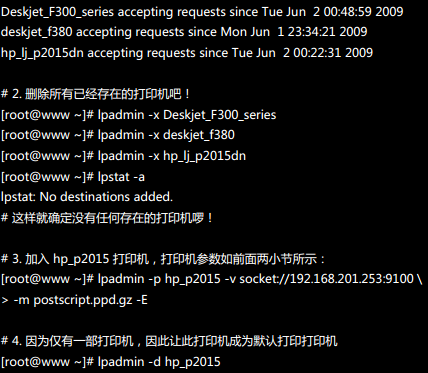 Deskjet_F300_series accepting requests since Tue Jun  2 00:48:59 2009
deskjet_f380 accepting requests since Mon Jun  1 23:34:21 2009
hp_lj_p2015dn accepting requests since Tue Jun  2 00:22:31 2009
# 2. 删除所有已经存在的打印机吧！
[root@www ~]# lpadmin -x Deskjet_F300_series
[root@www ~]# lpadmin -x deskjet_f380
[root@www ~]# lpadmin -x hp_lj_p2015dn
[root@www ~]# lpstat -a
lpstat: No destinations added.
# 这样就确定没有任何存在的打印机啰！
# 3. 加入 hp_p2015 打印机，打印机参数如前面两小节所示：
[root@www ~]# lpadmin -p hp_p2015 -v socket://192.168.201.253:9100 \
> -m postscript.ppd.gz -E
# 4. 因为仅有一部打印机，因此让此打印机成为默认打印打印机
[root@www ~]# lpadmin -d hp_p2015